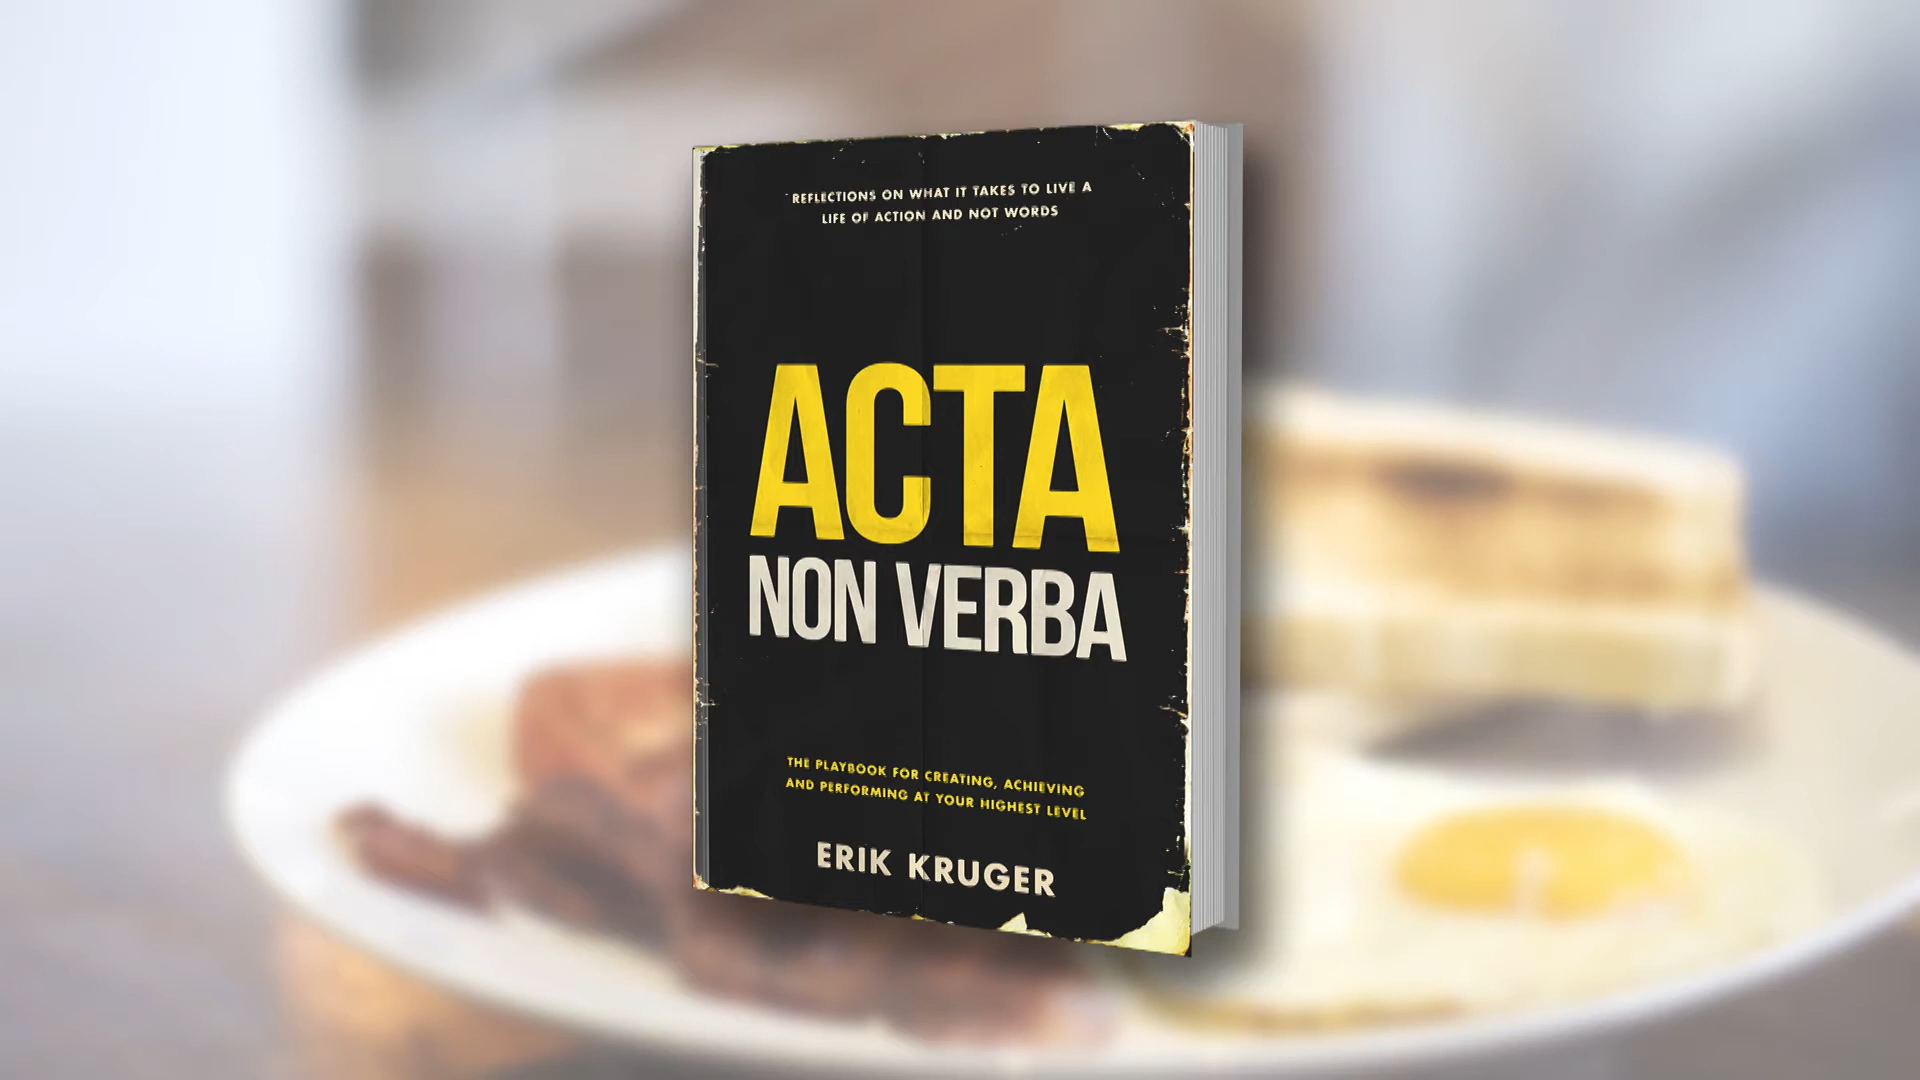 REFLECTIONS ON WHAT IT TAKES TO LIVE A
LIFE OF ACTION AND NOT WORDS
ACTA
NON VERBA
THE PLAYBOOK FOR CREATING, ACHIEVING
AND PERFORMING AT YOUR HIGHEST LEVEL
ERIK KRUGER